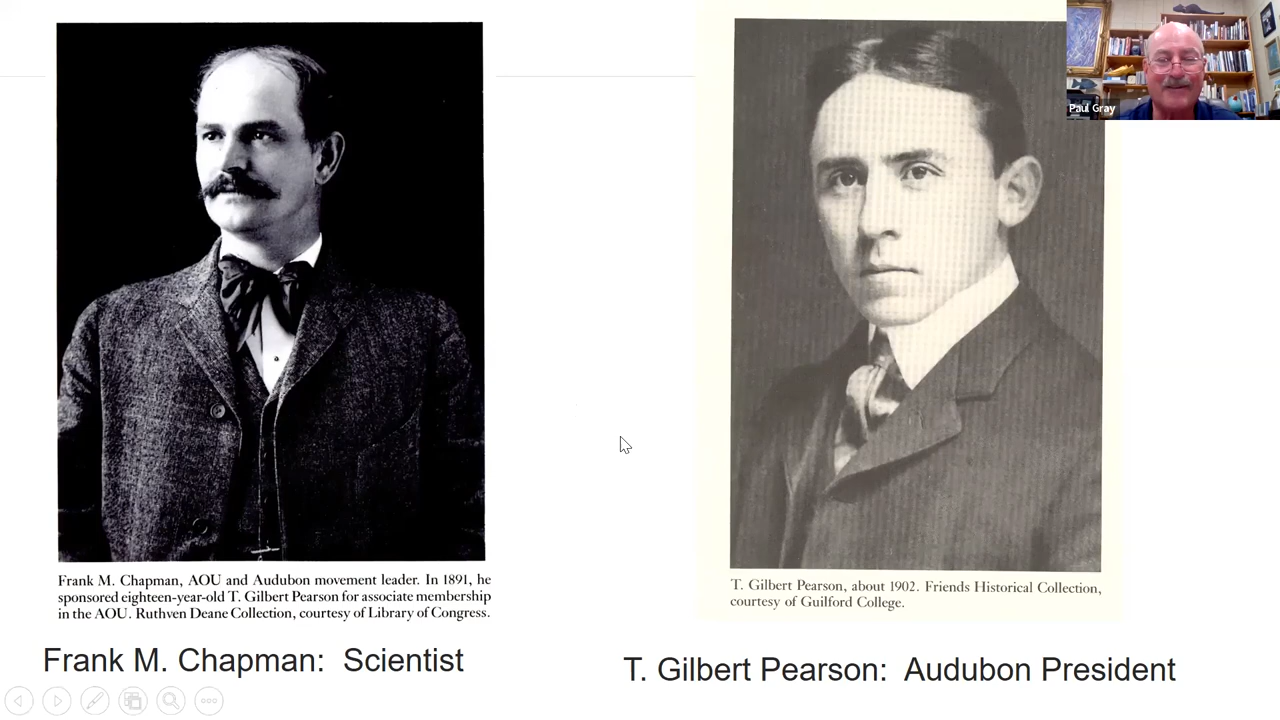 Paul Gray
Frank M. Chapman, AOU and Audubon movement leader. In 1891, he
sponsored eighteen-year-old T. Gilbert Pearson for associate membership
in the AOU. Ruthven Deane Collection, courtesy of Library of Congress.
T. Gilbert Pearson, about 1902. Friends Historical Collection,
courtesy of Guilford College.
Frank M. Chapman: Scientist
T. Gilbert Pearson: Audubon President